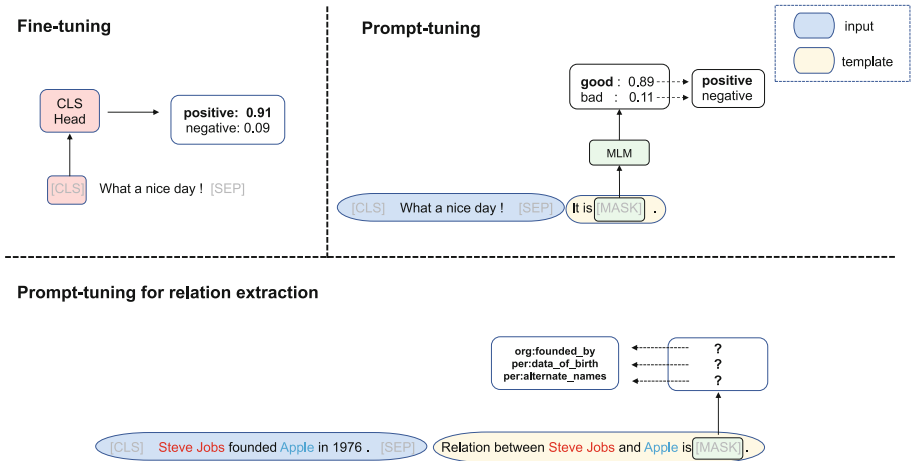 Fine-tuning
CLS
Head
positive: 0.91
negative: 0.09
[CLS] What a nice day ! [SEP]
Prompt-tuning
input
template
good : 0.89
bad : 0.11
positive
negative
MLM
[CLS] What a nice day ! [SEP] It is [MASK] .
Prompt-tuning for relation extraction
org:founded_by
per:data_of_birth
per:alternate_names
?
?
?
[CLS] Steve Jobs founded Apple in 1976 . [SEP] Relation between Steve Jobs and Apple is [MASK] .